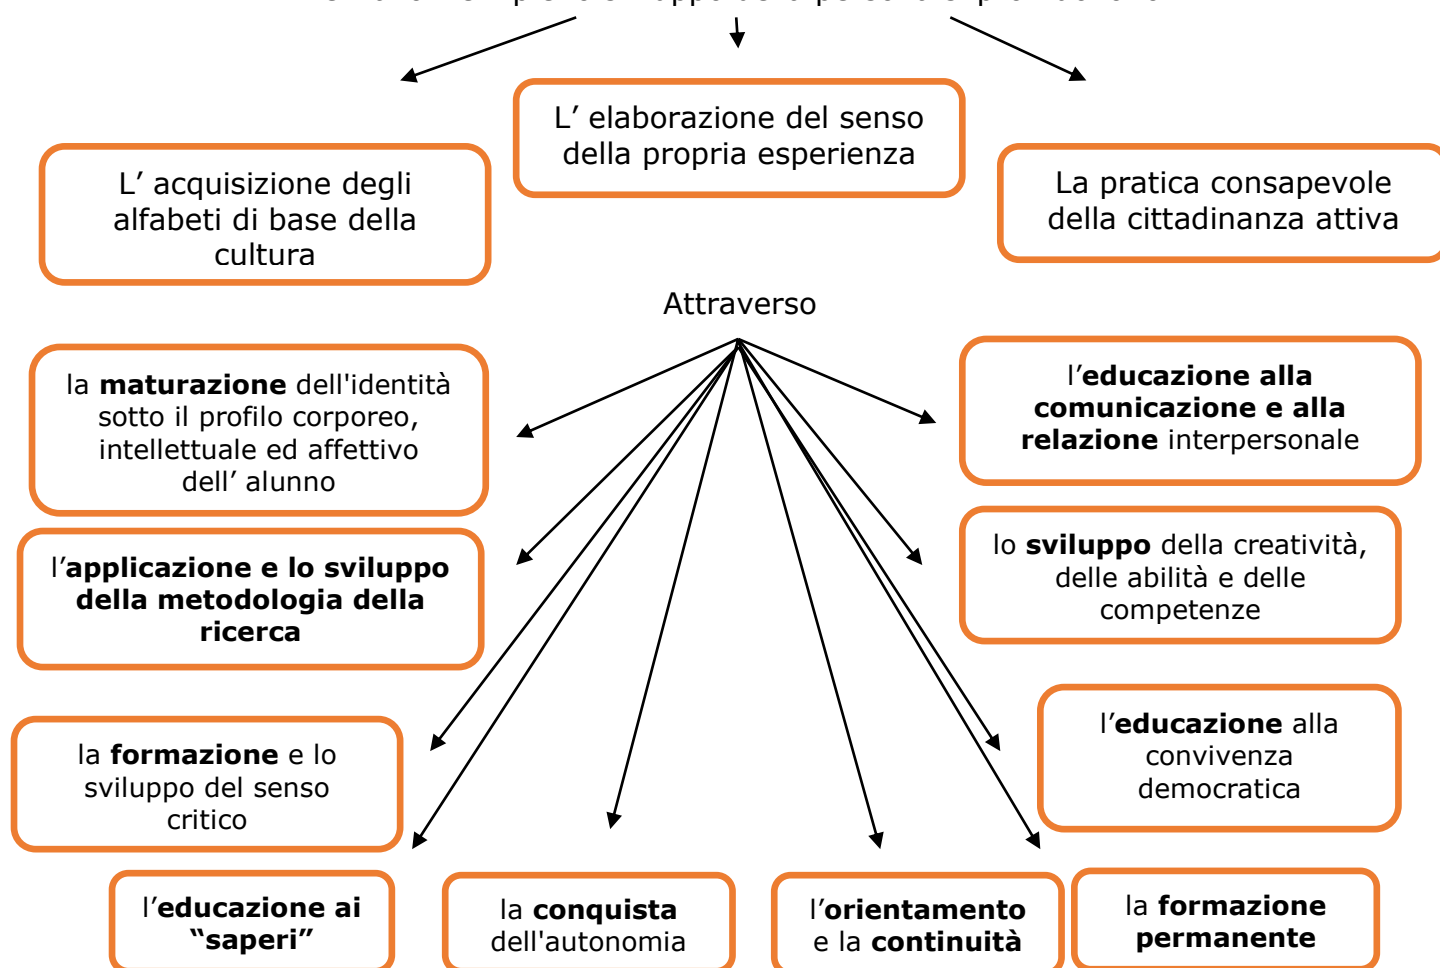 L’ elaborazione del senso
della propria esperienza
L’ acquisizione degli
alfabeti di base della
cultura
La pratica consapevole
della cittadinanza attiva
Attraverso
la maturazione dell'identità
sotto il profilo corporeo,
intellettuale ed affettivo
dell’ alunno
l’educazione alla
comunicazione e alla
relazione interpersonale
l’applicazione e lo sviluppo
della metodologia della
ricerca
lo sviluppo della creatività,
delle abilità e delle
competenze
la formazione e lo
sviluppo del senso
critico
l’educazione alla
convivenza
democratica
l’educazione ai
“saperi”
la conquista
dell'autonomia
l’orientamento
e la continuità
la formazione
permanente